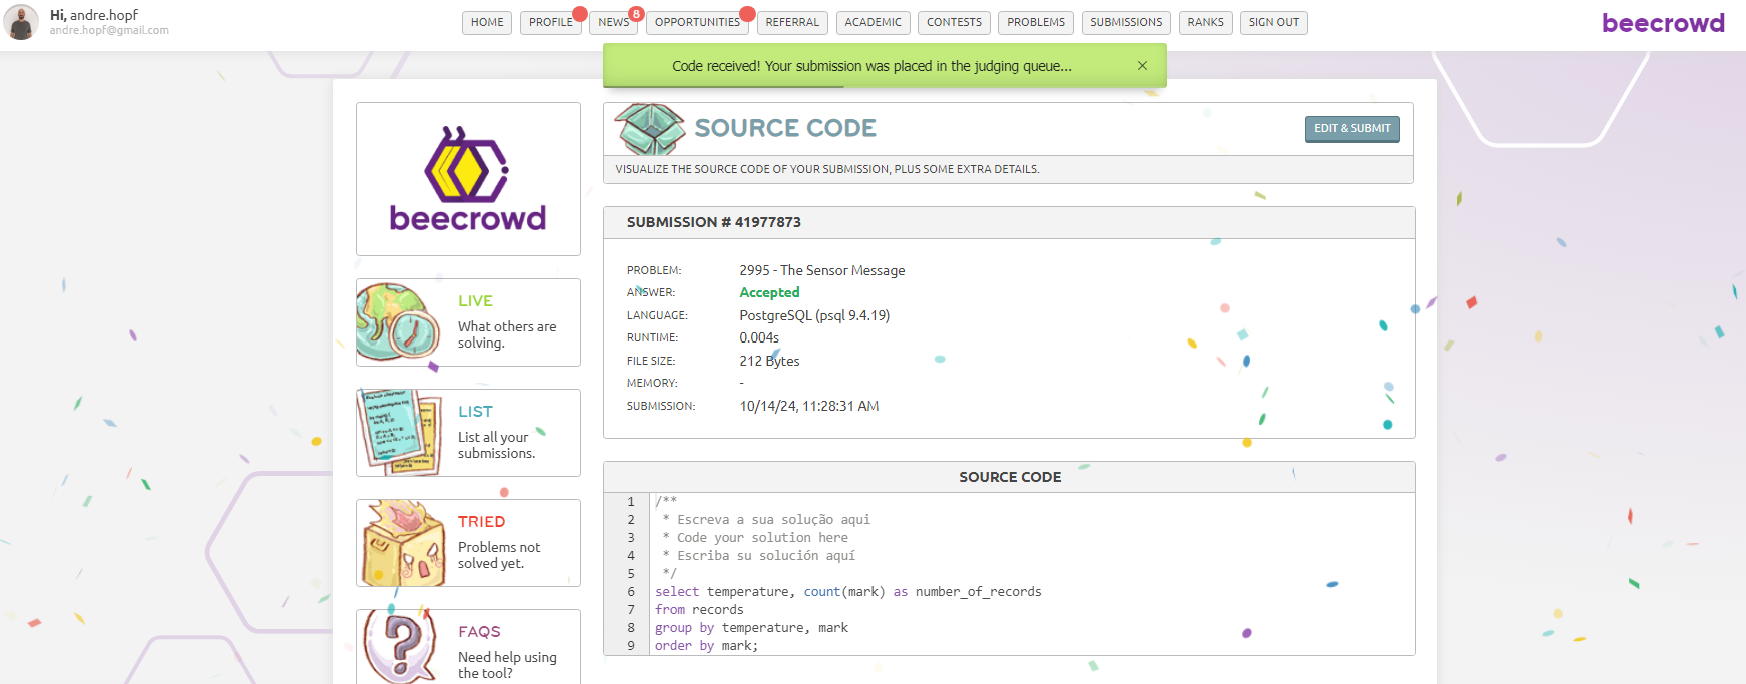 Hi, andre.hopf
andre.hopf@gmail.com
HOME
PROFILE
NEWS
8
OPPORTUNITIES
REFERRAL
ACADEMIC
CONTESTS
PROBLEMS
SUBMISSIONS
RANKS
SIGN OUT
beecrowd
Code received! Your submission was placed in the judging queue...
beecrowd
LIVE
What others are
solving.
LIST
List all your
submissions.
TRIED
Problems not
solved yet.
FAQS
Need help using
the tool?
SOURCE CODE
EDIT & SUBMIT
VISUALIZE THE SOURCE CODE OF YOUR SUBMISSION, PLUS SOME EXTRA DETAILS.
SUBMISSION # 41977873
PROBLEM: 2995 - The Sensor Message
ANSWER: Accepted
LANGUAGE: PostgreSQL (psql 9.4.19)
RUNTIME: 0.004s
FILE SIZE: 212 Bytes
MEMORY: -
SUBMISSION: 10/14/24, 11:28:31 AM
SOURCE CODE
1 /**
2 * Escreva a sua solução aqui
3 * Code your solution here
4 * Escriba su solución aquí
5 */
6 select temperature, count(mark) as number_of_records
7 from records
8 group by temperature, mark
9 order by mark;